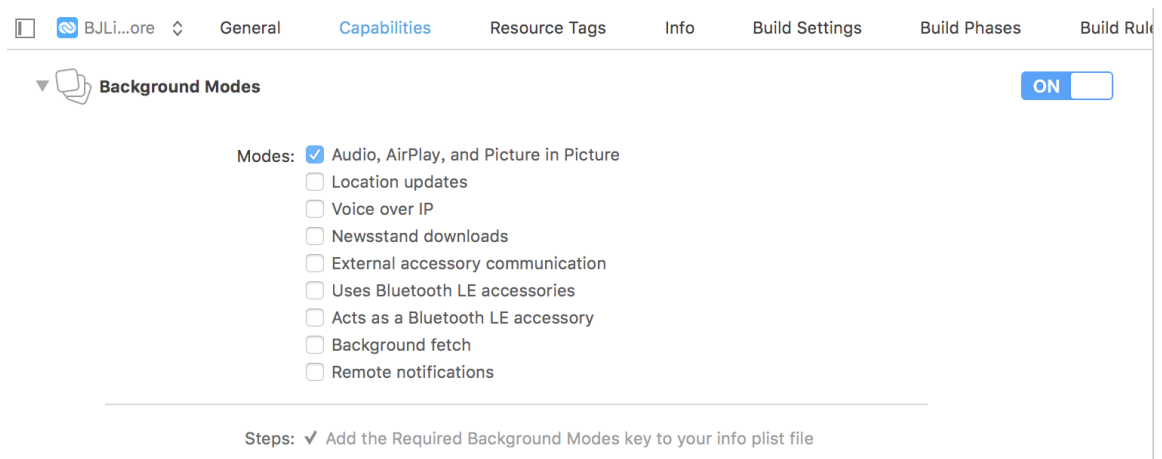 BJLi...ore General Capabilities Resource Tags Info Build Settings Build Phases Build Rule
Background Modes ON
Modes: Audio, AirPlay, and Picture in Picture
Location updates
Voice over IP
Newsstand downloads
External accessory communication
Uses Bluetooth LE accessories
Acts as a Bluetooth LE accessory
Background fetch
Remote notifications
Steps: ✓ Add the Required Background Modes key to your info plist file